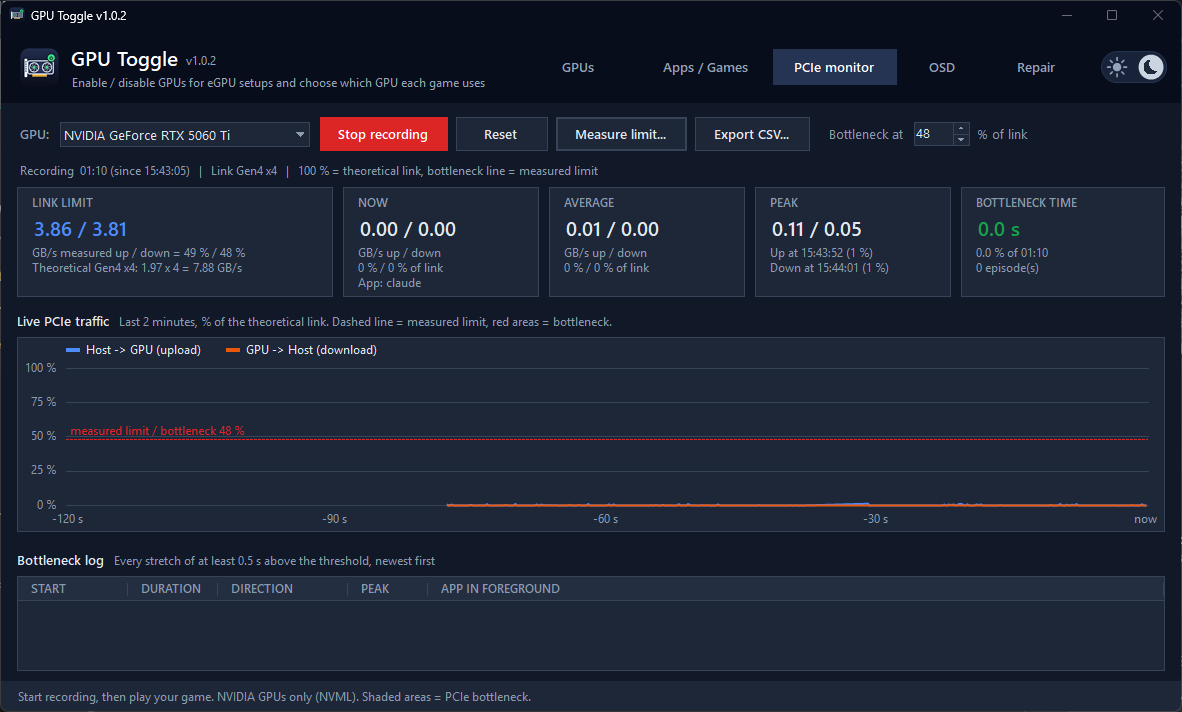 GPU Toggle v1.0.2
GPU Toggle v1.0.2
Enable / disable GPUs for eGPU setups and choose which GPU each game uses
GPUs Apps / Games PCIe monitor OSD Repair
GPU: NVIDIA GeForce RTX 5060 Ti Stop recording Reset Measure limit... Export CSV... Bottleneck at 48 % of link
Recording 01:10 (since 15:43:05) | Link Gen4 x4 | 100 % = theoretical link, bottleneck line = measured limit
LINK LIMIT
3.86 / 3.81
GB/s measured up / down = 49 % / 48 %
Theoretical Gen4 x4: 1.97 x 4 = 7.88 GB/s
NOW
0.00 / 0.00
GB/s up / down
0 % / 0 % of link
App: claude
AVERAGE
0.01 / 0.00
GB/s up / down
0 % / 0 % of link
PEAK
0.11 / 0.05
Up at 15:43:52 (1 %)
Down at 15:44:01 (1 %)
BOTTLENECK TIME
0.0 s
0.0 % of 01:10
0 episode(s)
Live PCIe traffic Last 2 minutes, % of the theoretical link. Dashed line = measured limit, red areas = bottleneck.
Host -> GPU (upload) GPU -> Host (download)
100 %
75 %
measured limit / bottleneck 48 %
50 %
25 %
0 %
-120 s -90 s -60 s -30 s now
Bottleneck log Every stretch of at least 0.5 s above the threshold, newest first
START DURATION DIRECTION PEAK APP IN FOREGROUND
Start recording, then play your game. NVIDIA GPUs only (NVML). Shaded areas = PCIe bottleneck.